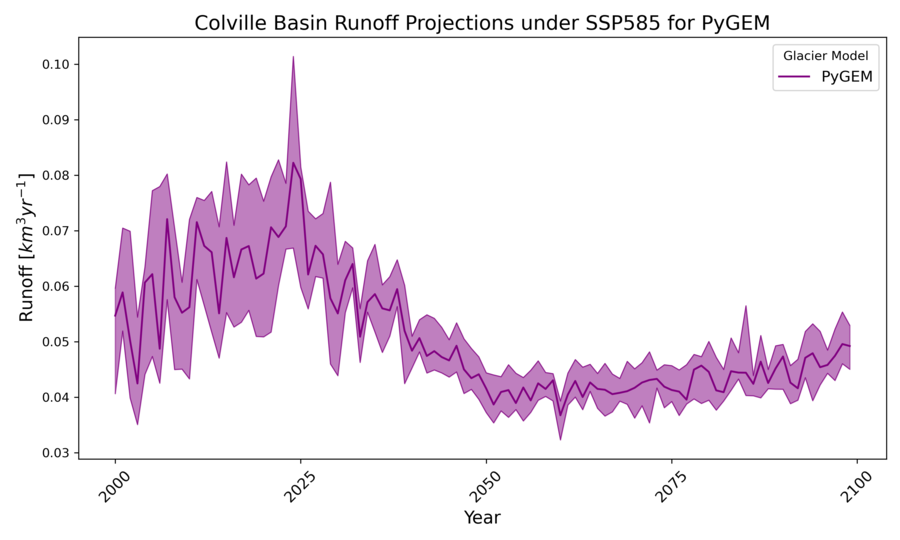 Colville Basin Runoff Projections under SSP585 for PyGEM
Glacier Model
PyGEM
Runoff [km³yr⁻¹]
0.10
0.09
0.08
0.07
0.06
0.05
0.04
0.03
2000
2025
2050
2075
2100
Year